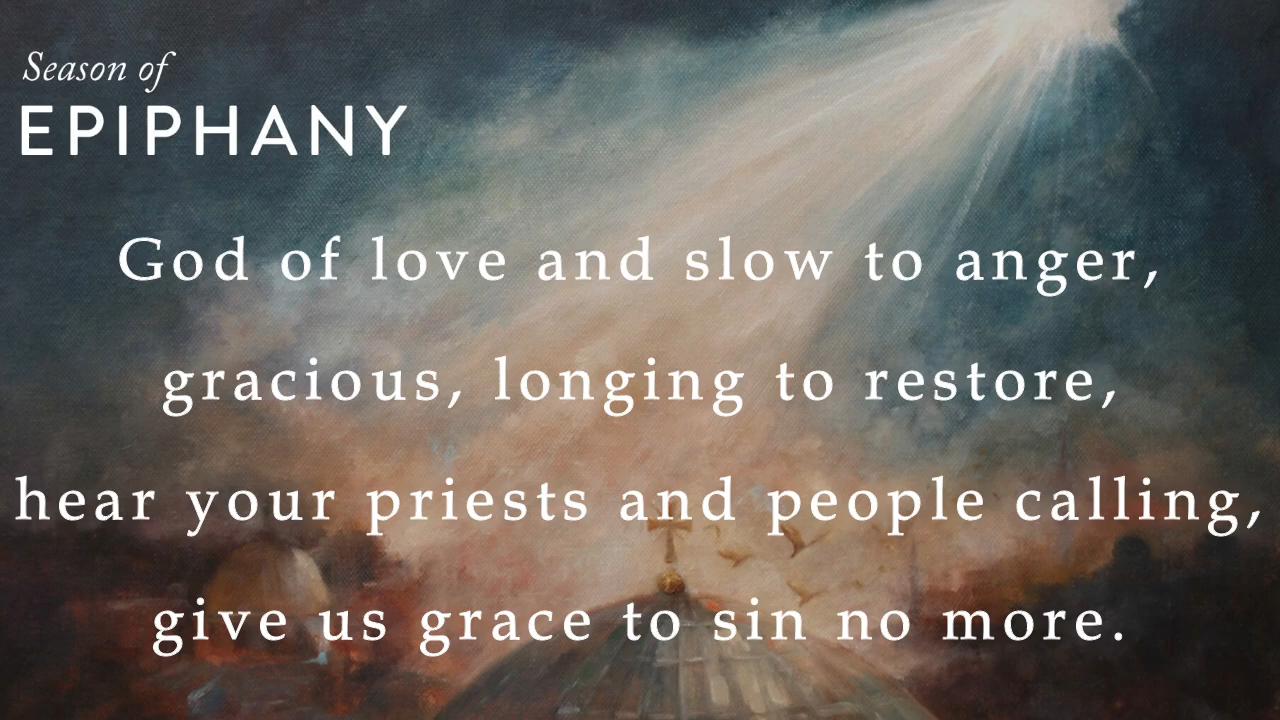 Season of
EPIPHANY
God of love and slow to anger,
gracious, longing to restore,
hear your priests and people calling,
give us grace to sin no more.